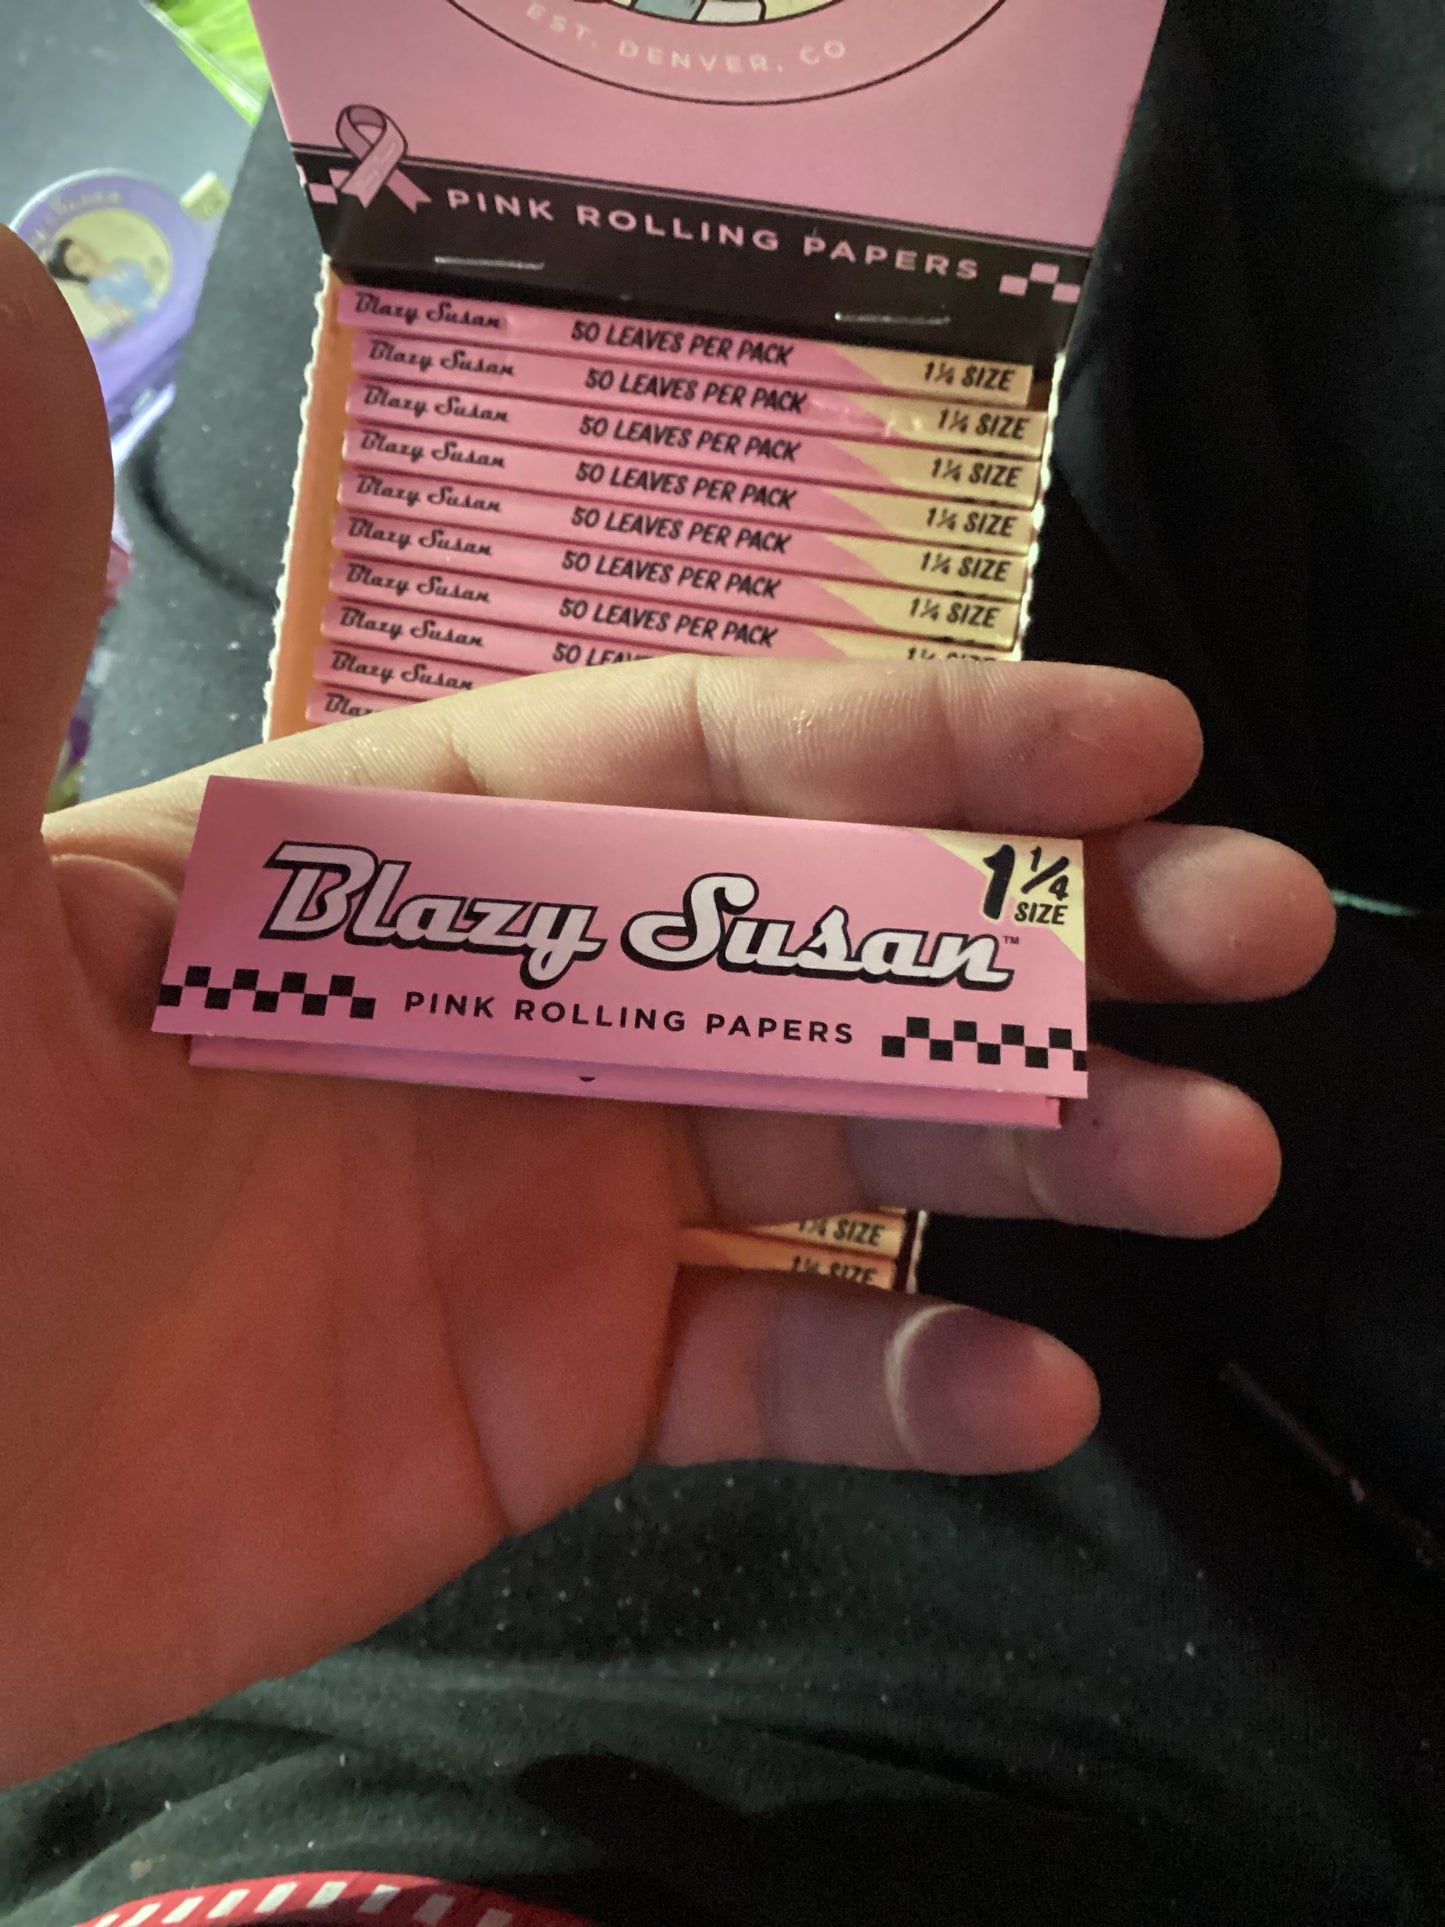 EST. DENVER, CO
PINK ROLLING PAPERS
Blazy Susan 50 LEAVES PER PACK 1¼ SIZE
Blazy Susan 50 LEAVES PER PACK 1¼ SIZE
Blazy Susan 50 LEAVES PER PACK 1¼ SIZE
Blazy Susan 50 LEAVES PER PACK 1¼ SIZE
Blazy Susan 50 LEAVES PER PACK 1¼ SIZE
Blazy Susan 50 LEAVES PER PACK 1¼ SIZE
Blazy Susan 50 LEAVES PER PACK 1¼ SIZE
Blazy Susan 50
Blazy Susan
Blazy Susan™
1¼
SIZE
PINK ROLLING PAPERS
1¼ SIZE
1¼ SIZE